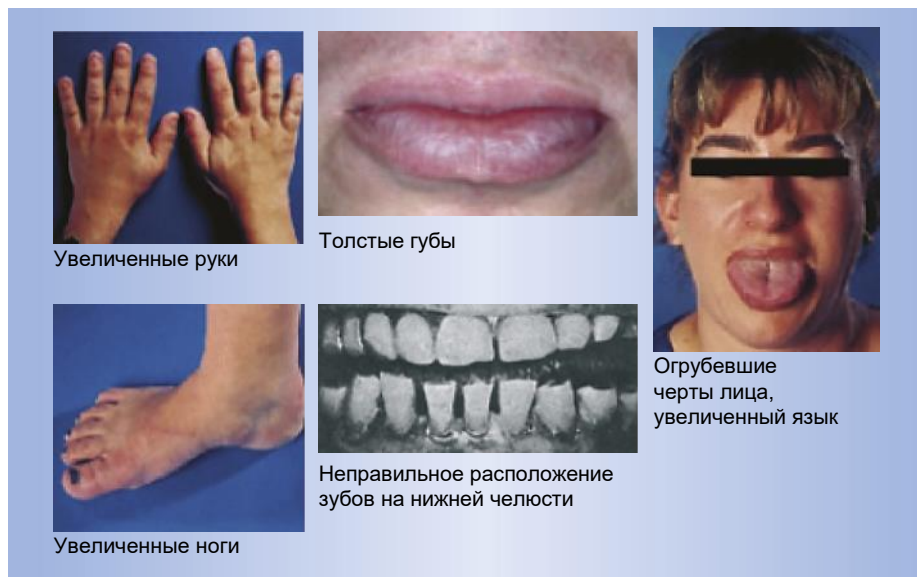 Увеличенные руки
Толстые губы
Огрубевшие
черты лица,
увеличенный язык
Увеличенные ноги
Неправильное расположение
зубов на нижней челюсти